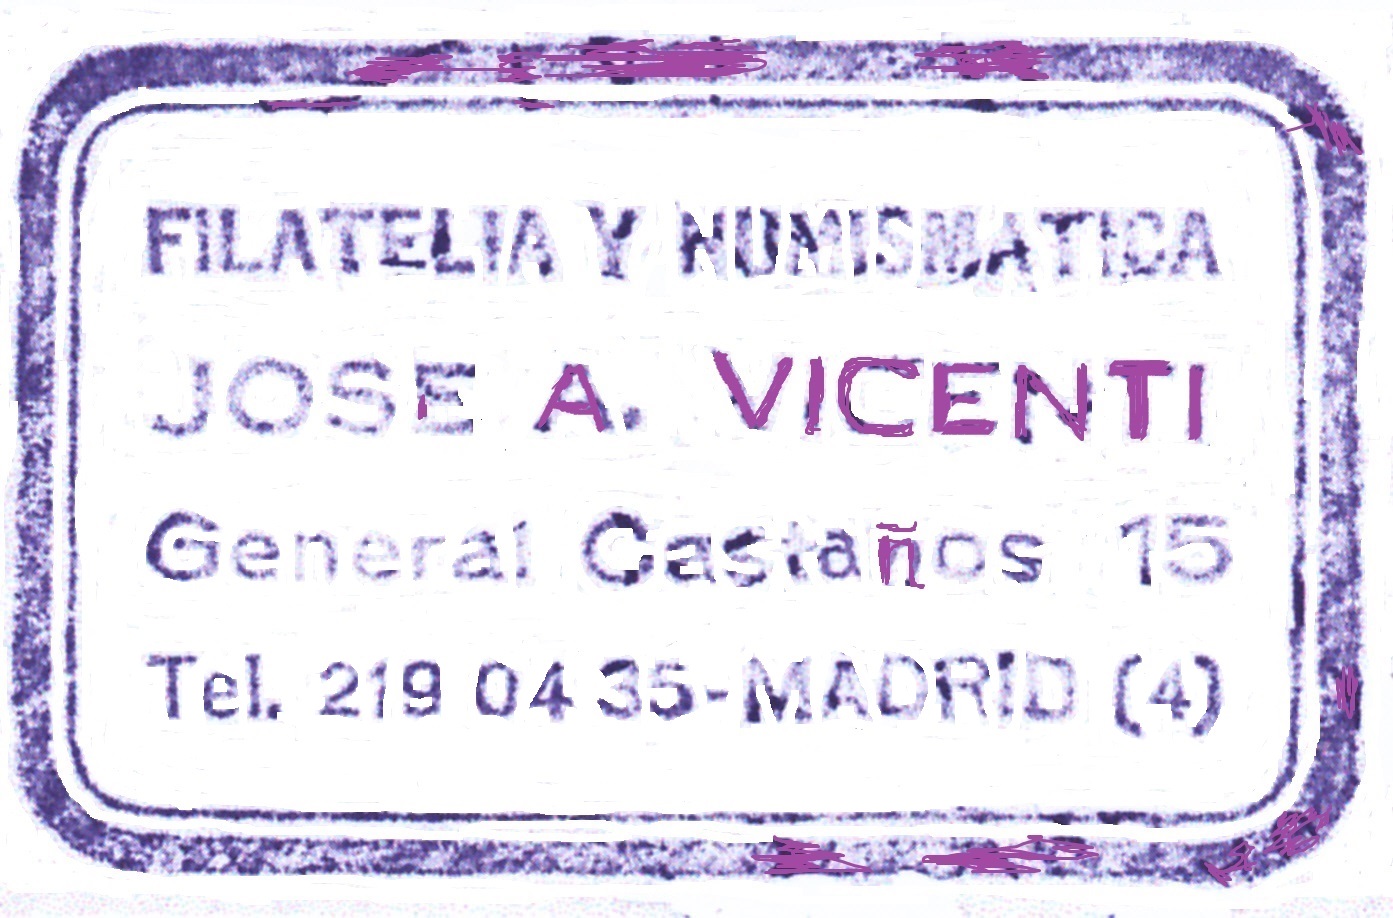 FILATELIA Y NUMISMATICA
JOSE A. VICENTI
General Castaños 15
Tel. 219 04 35-MADRID (4)